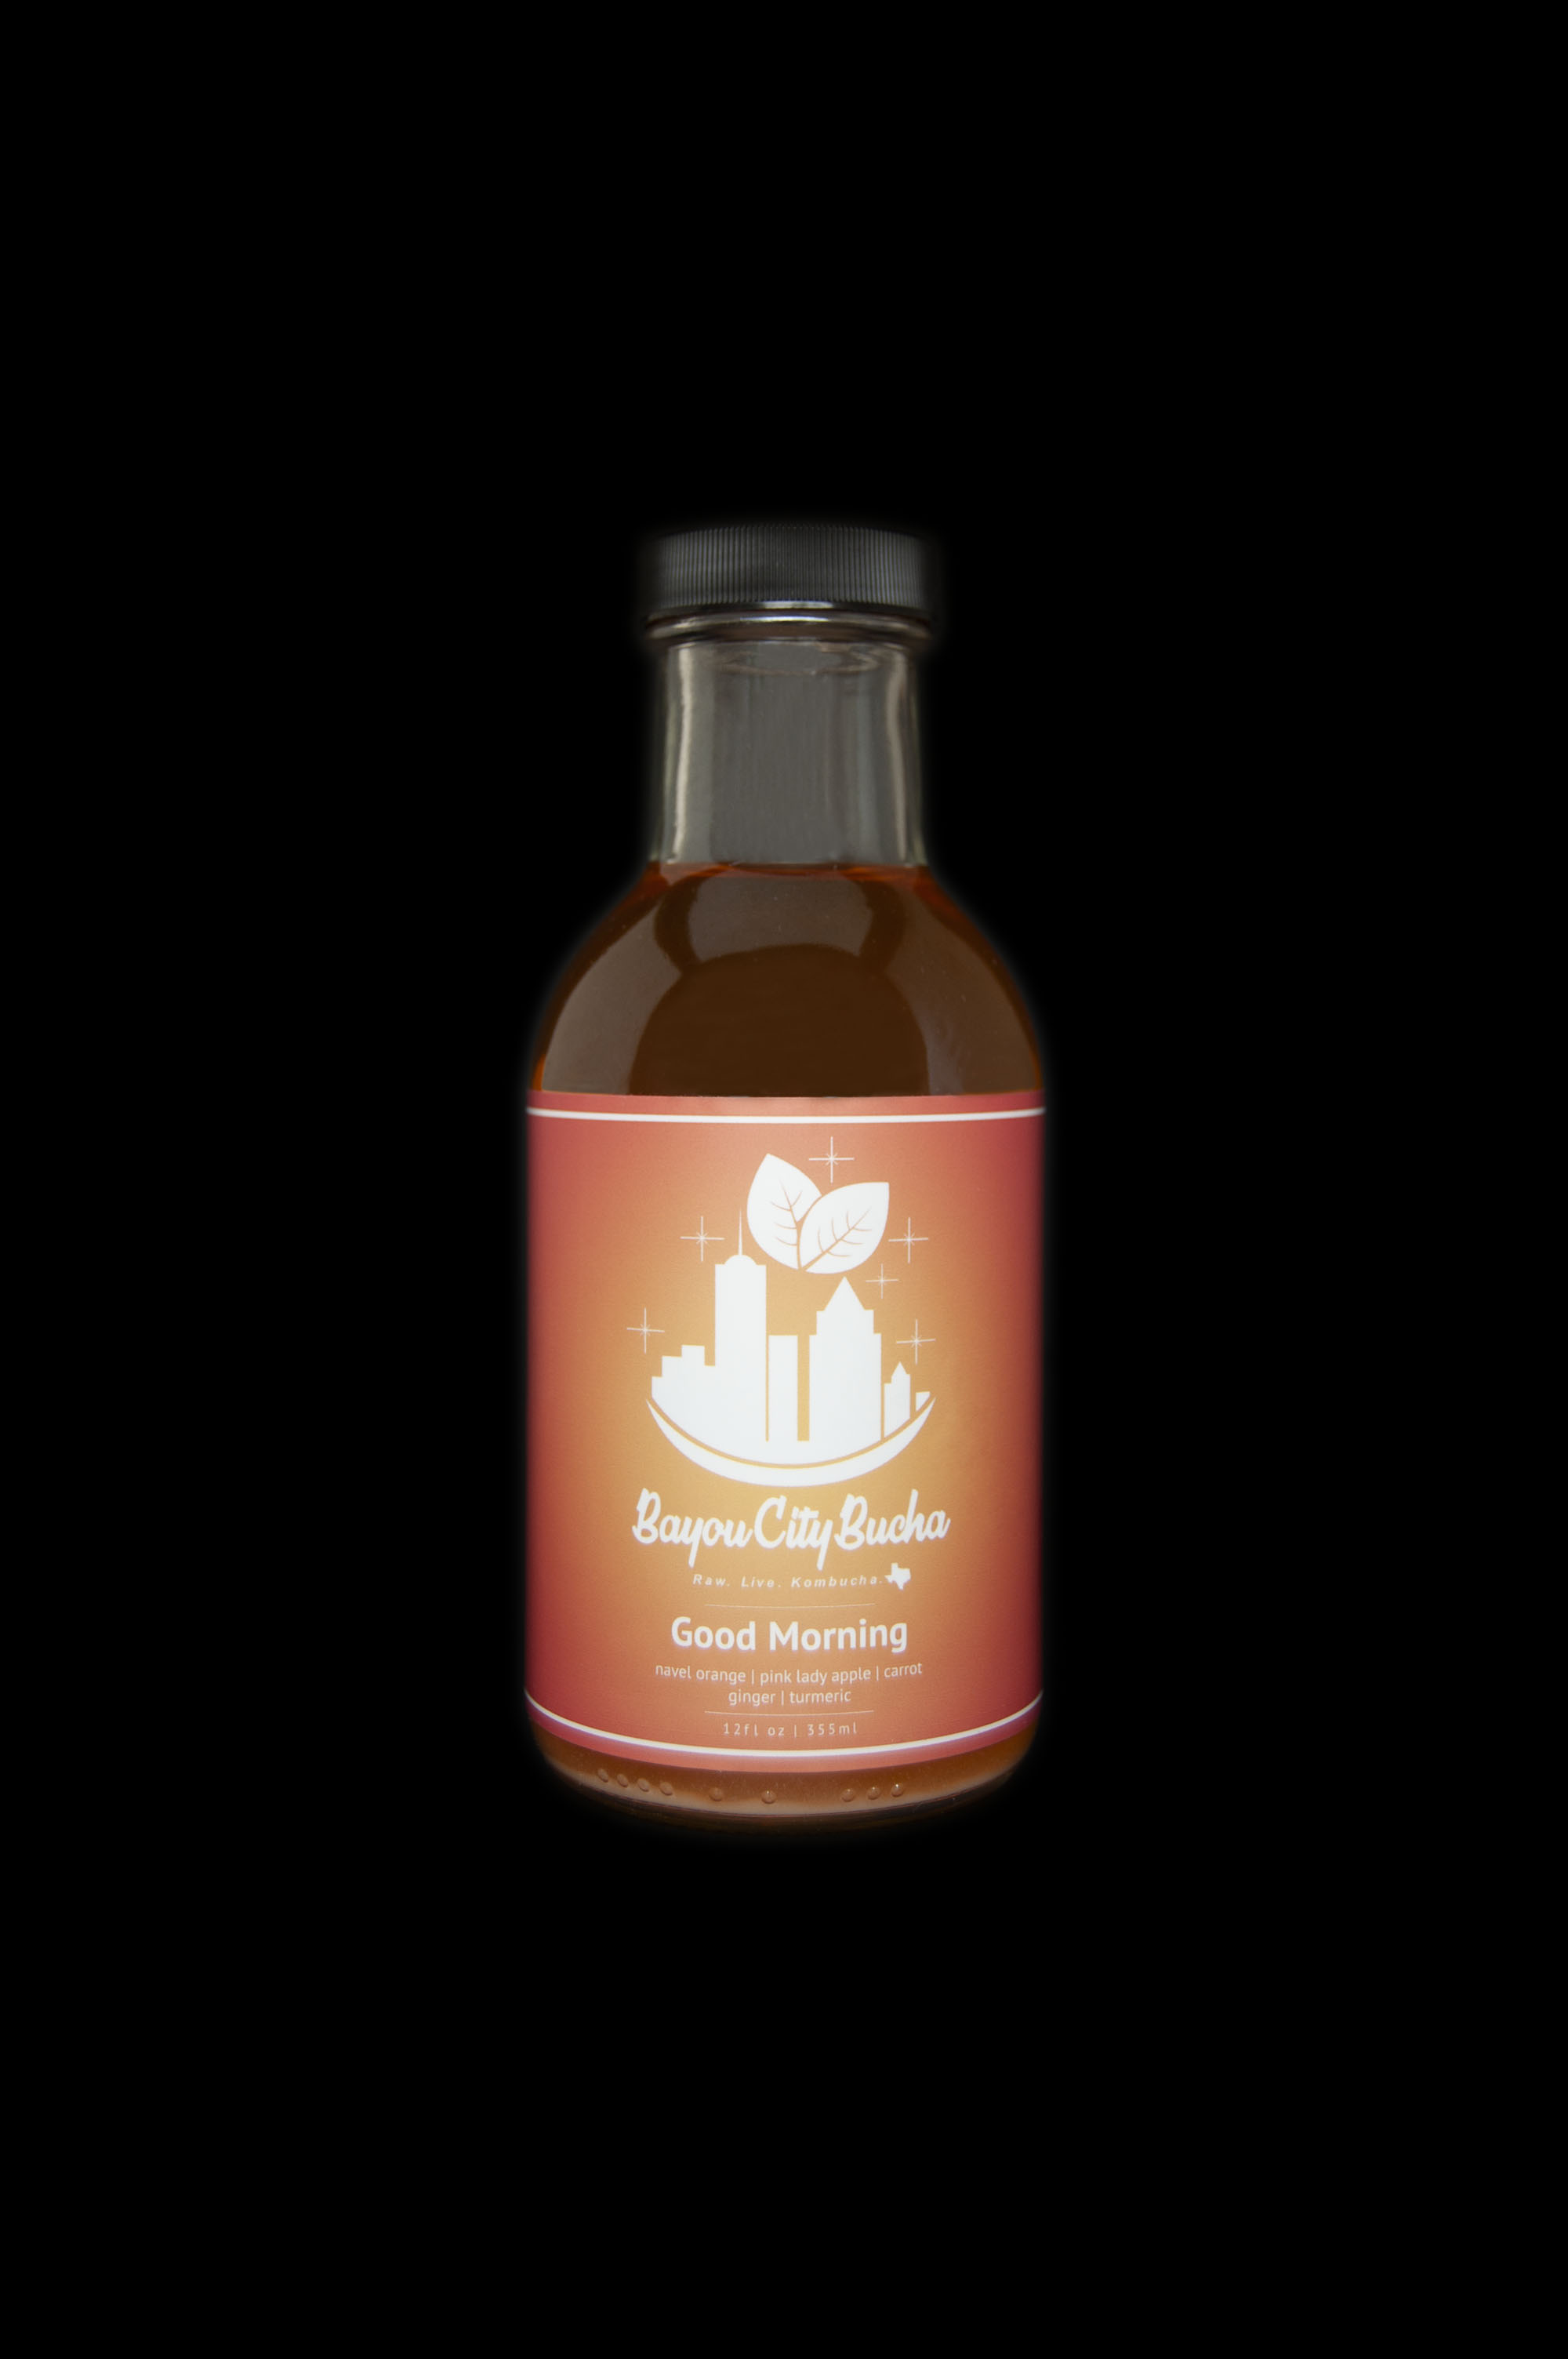 Bayou City Bucha
Raw. Live. Kombucha.
Good Morning
navel orange | pink lady apple | carrot
ginger | turmeric
12fl oz | 355ml